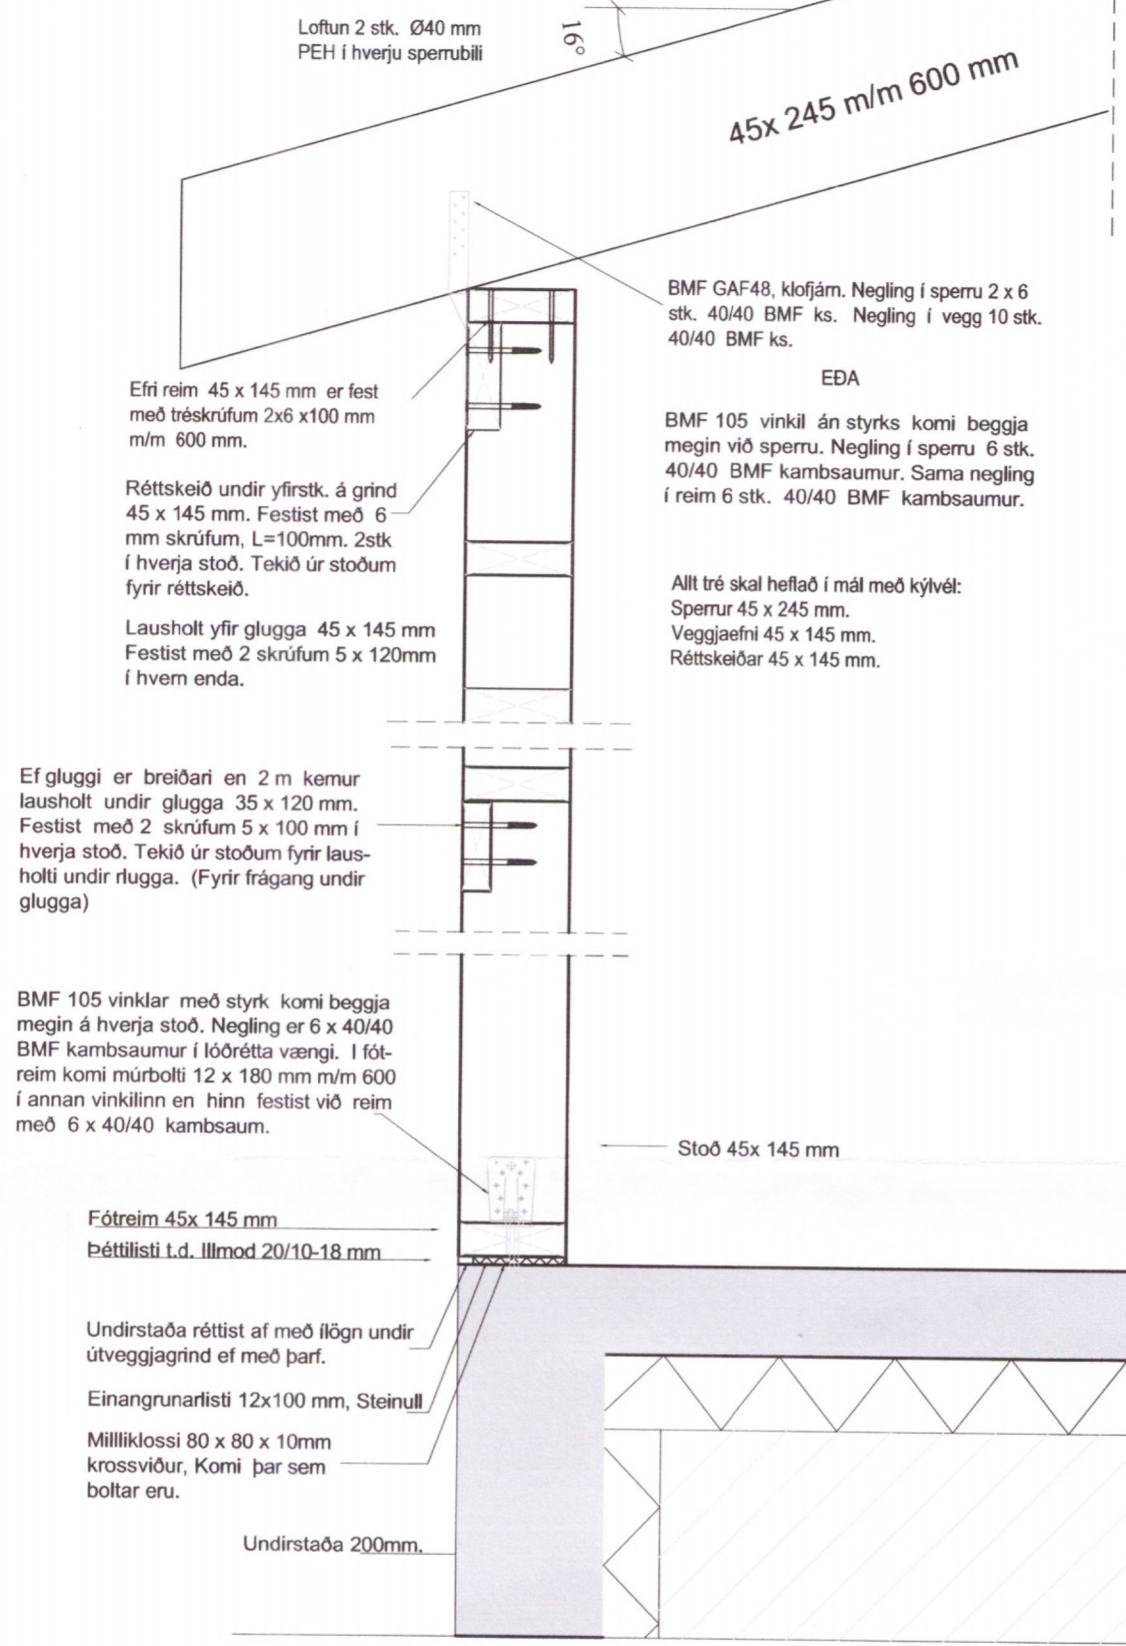 Loftun 2 stk. Ø40 mm
PEH í hverju sperrubili
16°
45x 245 m/m 600 mm
BMF GAF48, klofjárn. Negling í sperru 2 x 6
stk. 40/40 BMF ks. Negling í vegg 10 stk.
40/40 BMF ks.
EÐA
BMF 105 vinkil án styrks komi beggja
megin við sperru. Negling í sperru 6 stk.
40/40 BMF kambsaumur. Sama negling
í reim 6 stk. 40/40 BMF kambsaumur.
Allt tré skal heflað í mál með kýlvél:
Sperrur 45 x 245 mm.
Veggjaefni 45 x 145 mm.
Réttskeiðar 45 x 145 mm.
Efri reim 45 x 145 mm er fest
með tréskrúfum 2x6 x100 mm
m/m 600 mm.
Réttskeið undir yfirstk. á grind
45 x 145 mm. Festist með 6
mm skrúfum, L=100mm. 2stk
í hverja stoð. Tekið úr stoðum
fyrir réttskeið.
Lausholt yfir glugga 45 x 145 mm
Festist með 2 skrúfum 5 x 120mm
í hvern enda.
Ef gluggi er breiðari en 2 m kemur
lausholt undir glugga 35 x 120 mm.
Festist með 2 skrúfum 5 x 100 mm í
hverja stoð. Tekið úr stoðum fyrir laus-
holti undir rlugga. (Fyrir frágang undir
glugga)
BMF 105 vinklar með styrk komi beggja
megin á hverja stoð. Negling er 6 x 40/40
BMF kambsaumur í lóðrétta vængi. I fót-
reim komi múrbolti 12 x 180 mm m/m 600
í annan vinkilinn en hinn festist við reim
með 6 x 40/40 kambsaum.
Stoð 45x 145 mm
Fótreim 45x 145 mm
Þéttilisti t.d. Illmod 20/10-18 mm
Undirstaða réttist af með ílögn undir
útveggjagrind ef með þarf.
Einangrunarlisti 12x100 mm, Steinull
Millliklossi 80 x 80 x 10mm
krossviður, Komi þar sem
boltar eru.
Undirstaða 200mm.